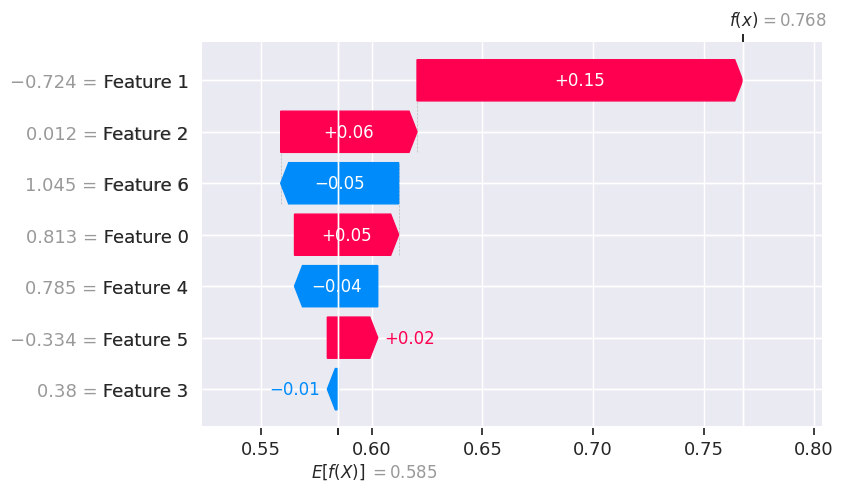 f(x) = 0.768
−0.724 = Feature 1
+0.15
0.012 = Feature 2
+0.06
1.045 = Feature 6
−0.05
0.813 = Feature 0
+0.05
0.785 = Feature 4
−0.04
−0.334 = Feature 5
+0.02
0.38 = Feature 3
−0.01
0.55 0.60 0.65 0.70 0.75 0.80
E[f(X)] = 0.585